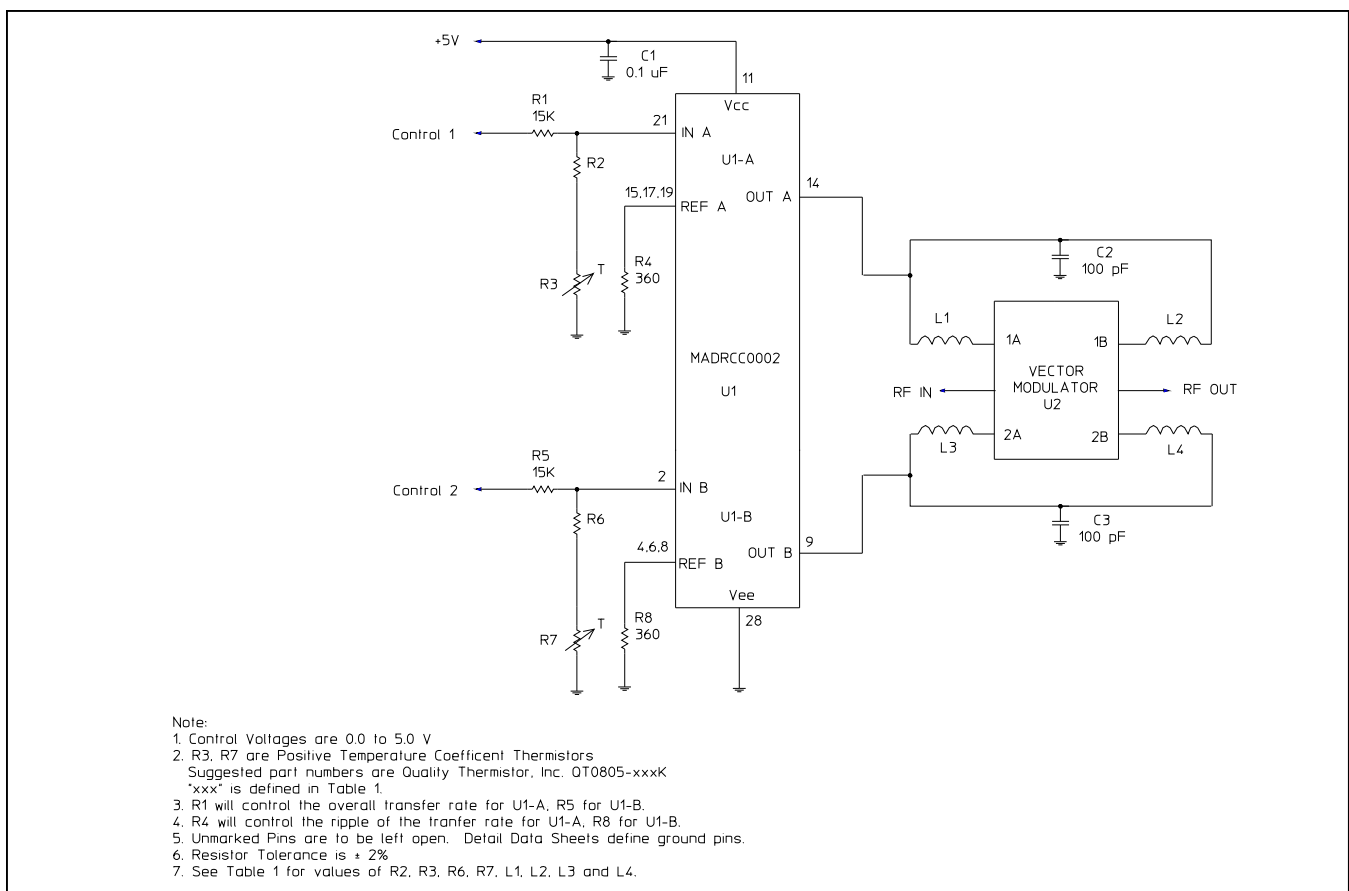 +5V
C1
0.1 uF
11
Vcc
R1
15K
Control 1
21
IN A
U1-A
R2
15,17,19
REF A
OUT A
14
R3
T
R4
360
C2
100 pF
L1
L2
1A
1B
MADRCC0002
U1
VECTOR
MODULATOR
U2
RF IN
RF OUT
2A
2B
L3
L4
R5
15K
Control 2
2
IN B
U1-B
R6
4,6,8
REF B
OUT B
9
C3
100 pF
Vee
28
R7
T
R8
360
Note:
1. Control Voltages are 0.0 to 5.0 V
2. R3, R7 are Positive Temperature Coefficent Thermistors
Suggested part numbers are Quality Thermistor, Inc. QT0805-xxxK
"xxx" is defined in Table 1.
3. R1 will control the overall transfer rate for U1-A, R5 for U1-B.
4. R4 will control the ripple of the tranfer rate for U1-A, R8 for U1-B.
5. Unmarked Pins are to be left open. Detail Data Sheets define ground pins.
6. Resistor Tolerance is ± 2%
7. See Table 1 for values of R2, R3, R6, R7, L1, L2, L3 and L4.